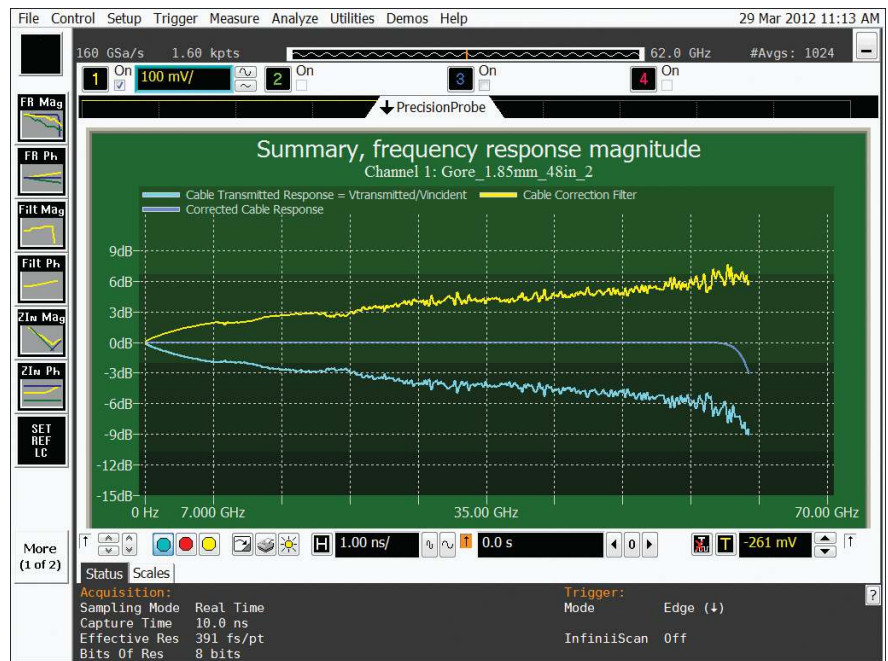 File Control Setup Trigger Measure Analyze Utilities Demos Help 29 Mar 2012 11:13 AM
160 GSa/s 1.60 kpts 62.0 GHz #Avgs: 1024
1 On 100 mV/ 2 On 3 On 4 On
PrecisionProbe
FR Mag
FR Ph
Filt Mag
Filt Ph
ZIN Mag
ZIN Ph
SET
REF
LC
More
(1 of 2)
Summary, frequency response magnitude
Channel 1: Gore_1.85mm_48in_2
Cable Transmitted Response = Vtransmitted/Vincident Cable Correction Filter
Corrected Cable Response
9dB
6dB
3dB
0dB
-3dB
-6dB
-9dB
-12dB
-15dB
0 Hz 7.000 GHz 35.00 GHz 70.00 GHz
H 1.00 ns/ 0.0 s 0 T -261 mV
Status Scales
Acquisition: Trigger:
Sampling Mode Real Time Mode Edge (↓)
Capture Time 10.0 ns
Effective Res 391 fs/pt InfiniiScan Off
Bits Of Res 8 bits
?